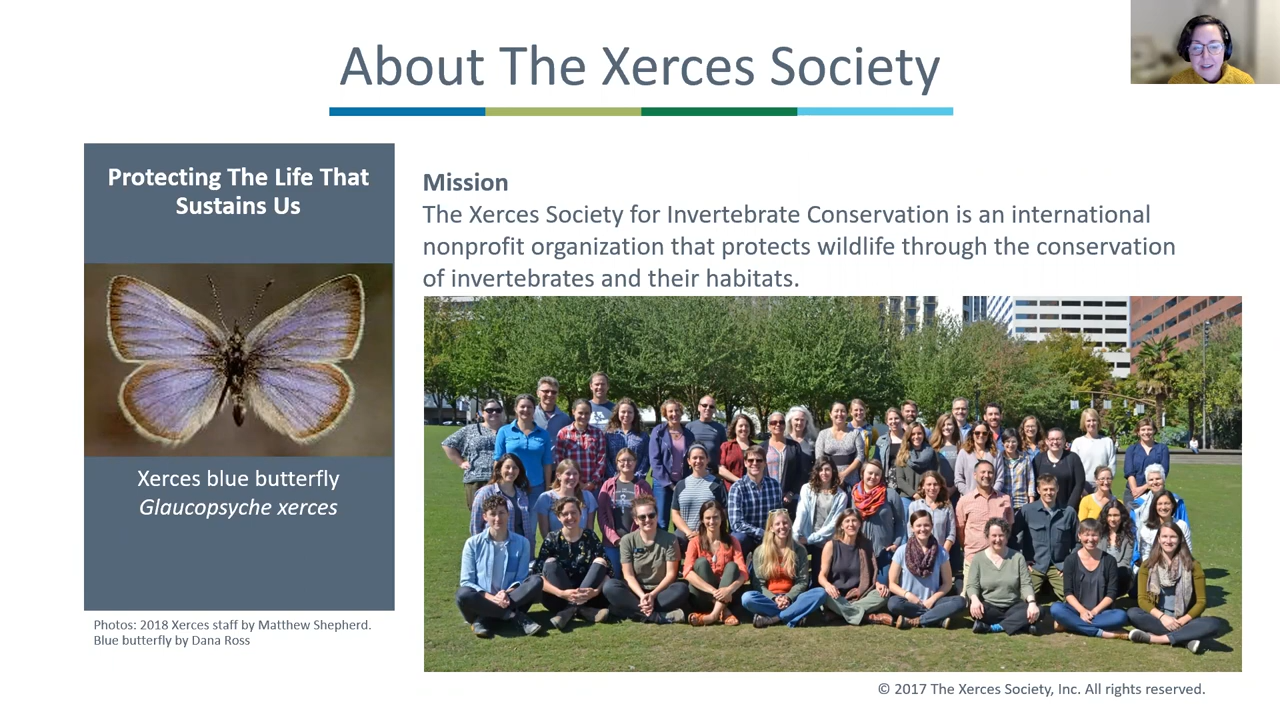 About The Xerces Society
Protecting The Life That
Sustains Us
Xerces blue butterfly
Glaucopsyche xerces
Photos: 2018 Xerces staff by Matthew Shepherd.
Blue butterfly by Dana Ross
Mission
The Xerces Society for Invertebrate Conservation is an international
nonprofit organization that protects wildlife through the conservation
of invertebrates and their habitats.
© 2017 The Xerces Society, Inc. All rights reserved.